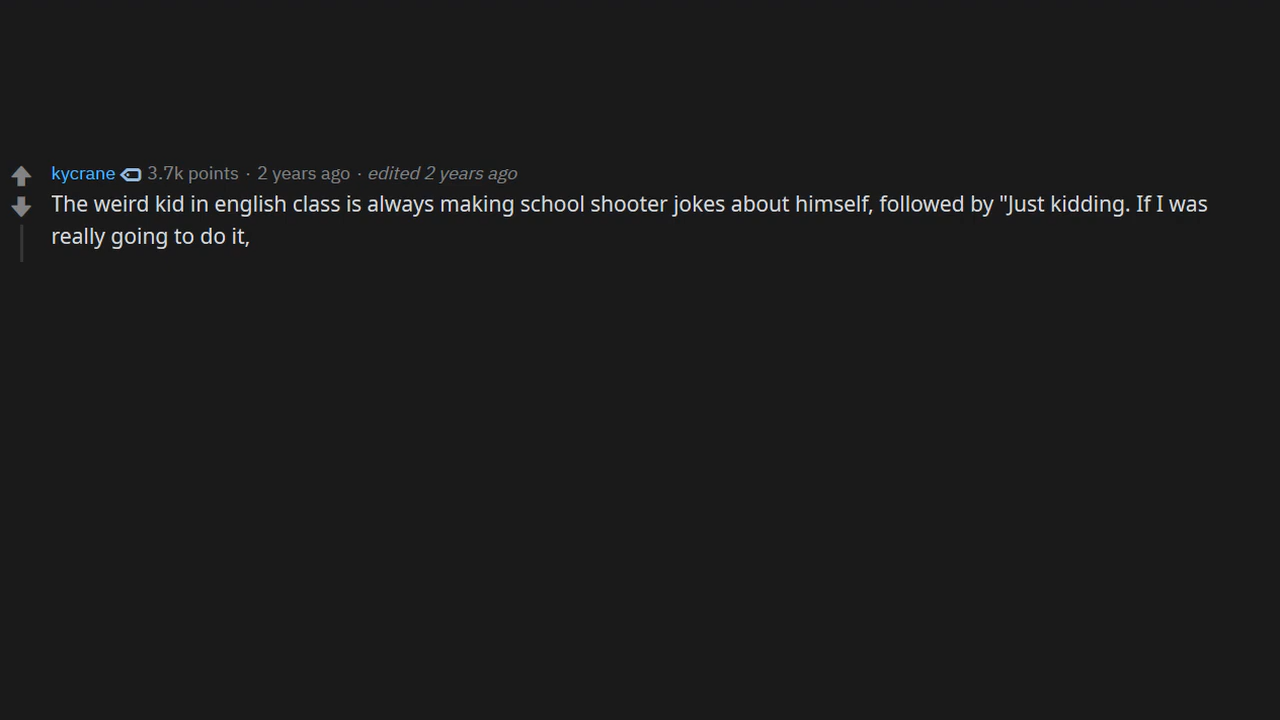 kycrane 3.7k points · 2 years ago · edited 2 years ago
The weird kid in english class is always making school shooter jokes about himself, followed by "Just kidding. If I was
really going to do it,